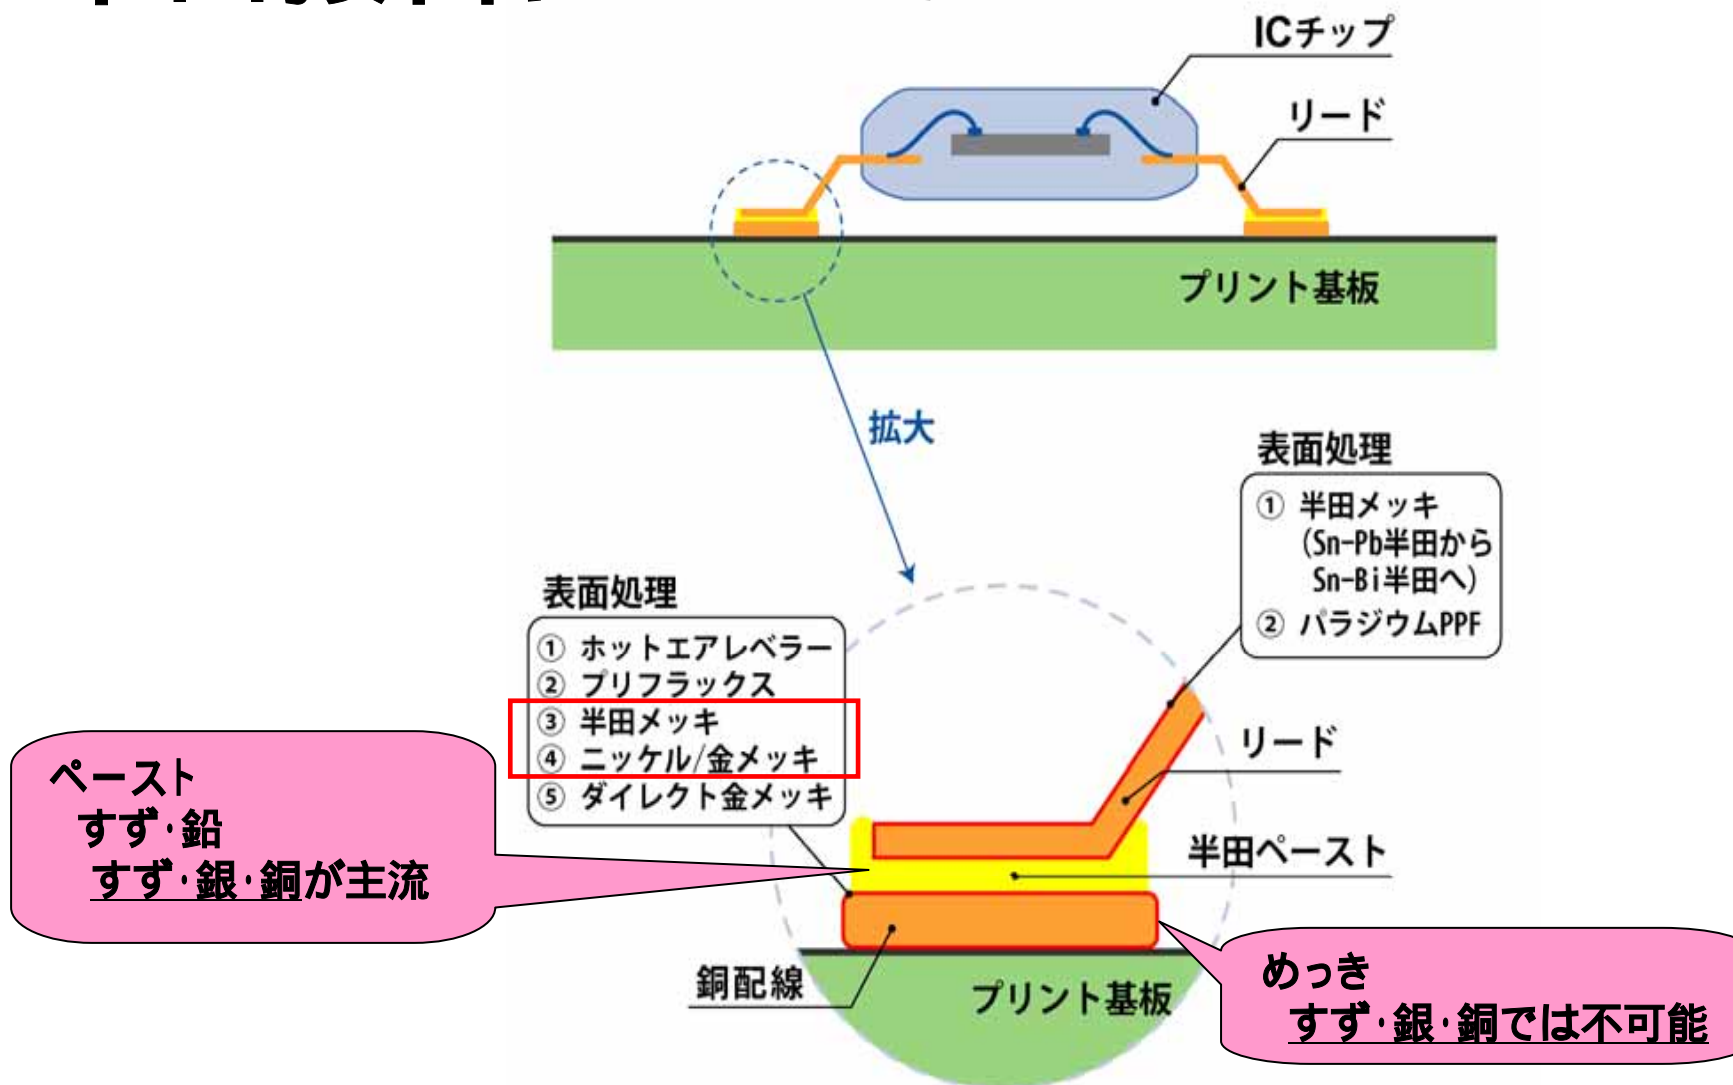 ICチップ
リード
プリント基板
拡大
表面処理
① 半田メッキ
(Sn-Pb半田から
Sn-Bi半田へ)
② パラジウムPPF
表面処理
① ホットエアレベラー
② プリフラックス
③ 半田メッキ
④ ニッケル/金メッキ
⑤ ダイレクト金メッキ
リード
ペースト
すず・鉛
すず・銀・銅が主流
半田ペースト
銅配線
プリント基板
めっき
すず・銀・銅では不可能